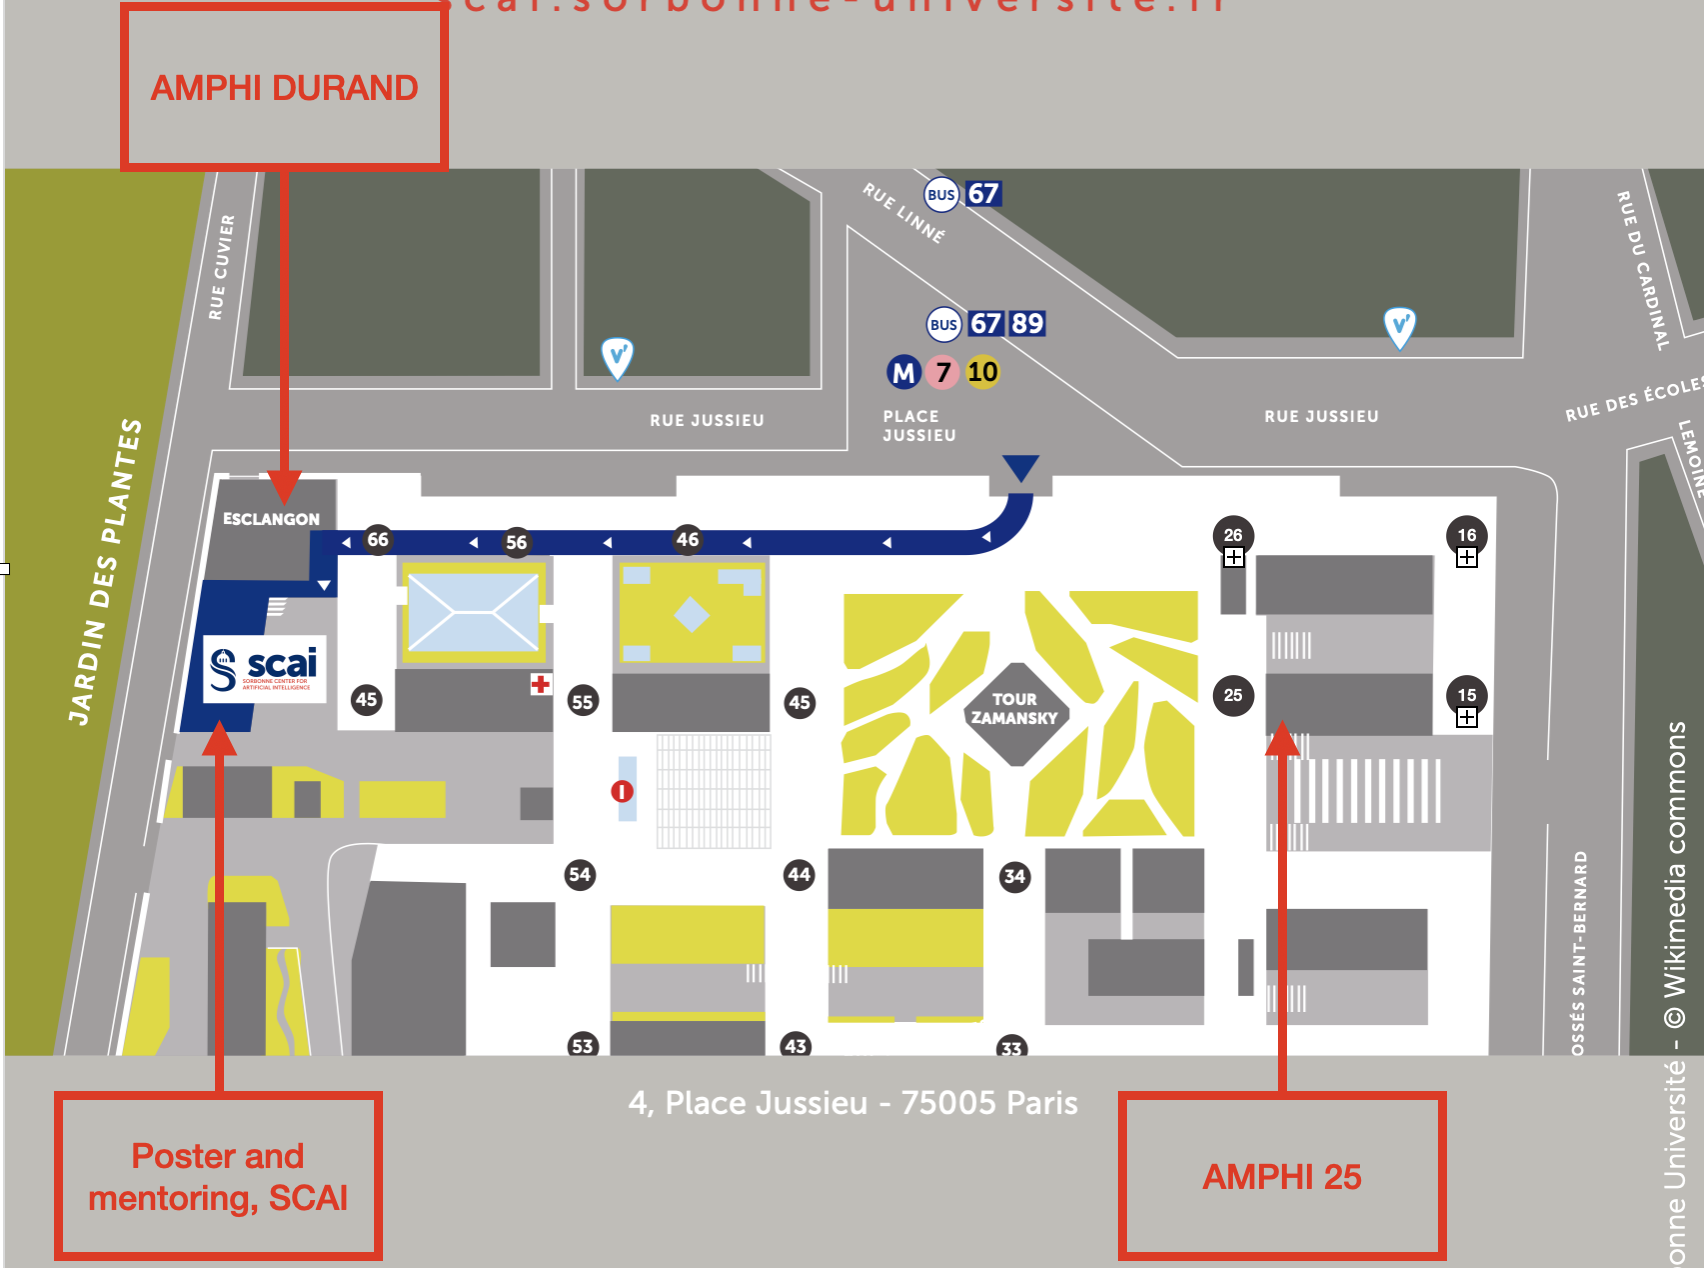 scai.sorbonne-universite.fr
AMPHI DURAND
RUE CUVIER
RUE LINNÉ
BUS 67
RUE DU CARDINAL
LEMOINE
BUS 67 89
M 7 10
V'
V'
PLACE
JUSSIEU
RUE JUSSIEU
RUE JUSSIEU
RUE DES ÉCOLES
JARDIN DES PLANTES
ESCLANGON
66
56
46
26
16
scai
SORBONNE CENTER FOR
ARTIFICIAL INTELLIGENCE
45
55
45
TOUR
ZAMANSKY
25
15
I
54
44
34
53
43
33
OSSÉS SAINT-BERNARD
onne Université - © Wikimedia commons
4, Place Jussieu - 75005 Paris
Poster and
mentoring, SCAI
AMPHI 25